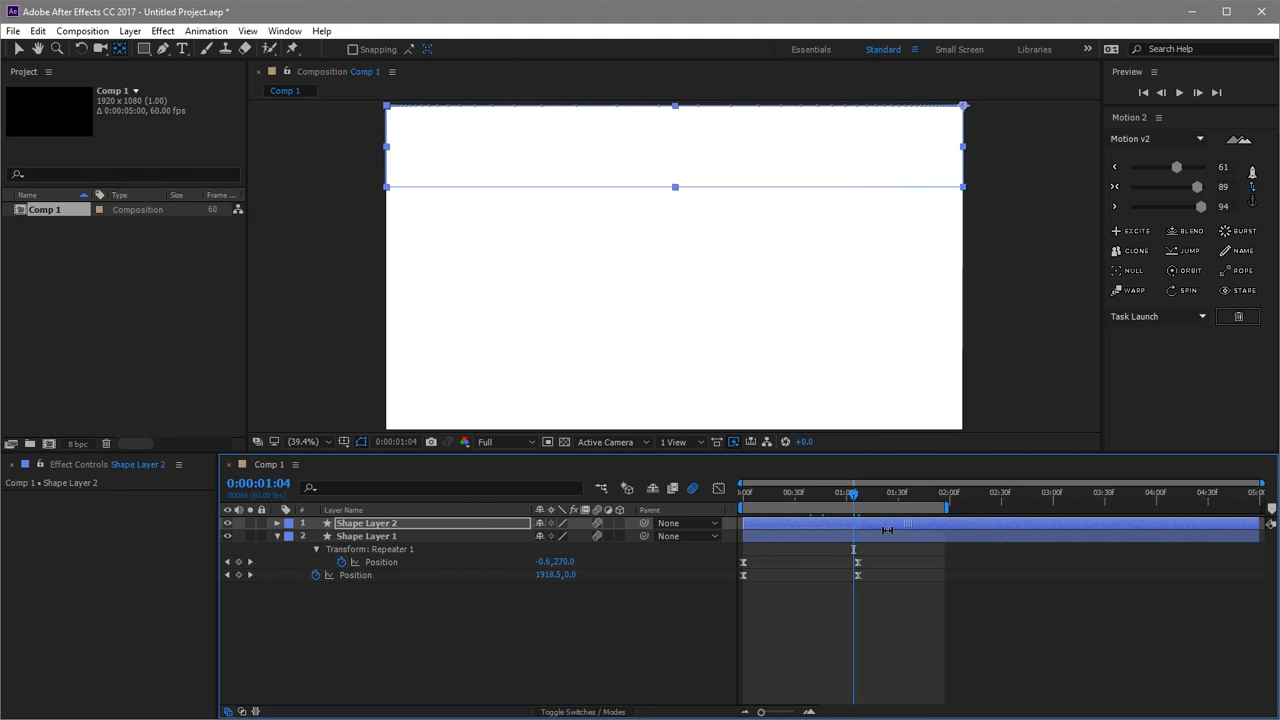 Adobe After Effects CC 2017 - Untitled Project.aep *
File Edit Composition Layer Effect Animation View Window Help
Snapping Essentials Standard Small Screen Libraries Search Help
Project Composition Comp 1 Preview
Comp 1
Comp 1
1920 x 1080 (1.00)
Δ 0:00:05:00, 60.00 fps
Motion 2
Motion v2
61
89
94
Name Type Size Frame ...
Comp 1 Composition 60
EXCITE BLEND BURST
CLONE JUMP NAME
NULL ORBIT ROPE
WARP SPIN STARE
Task Launch
8 bpc (39.4%) 0:00:01:04 Full Active Camera 1 View +0.0
Effect Controls Shape Layer 2 Comp 1
Comp 1 • Shape Layer 2
0:00:01:04
00064 (60.00 fps)
:00f 00:30f 01:00f 01:30f 02:00f 02:30f 03:00f 03:30f 04:00f 04:30f 05:00
# Layer Name Parent
1 Shape Layer 2 None
2 Shape Layer 1 None
Transform: Repeater 1
Position -0.6,270.0
Position 1918.5,0.0
Toggle Switches / Modes